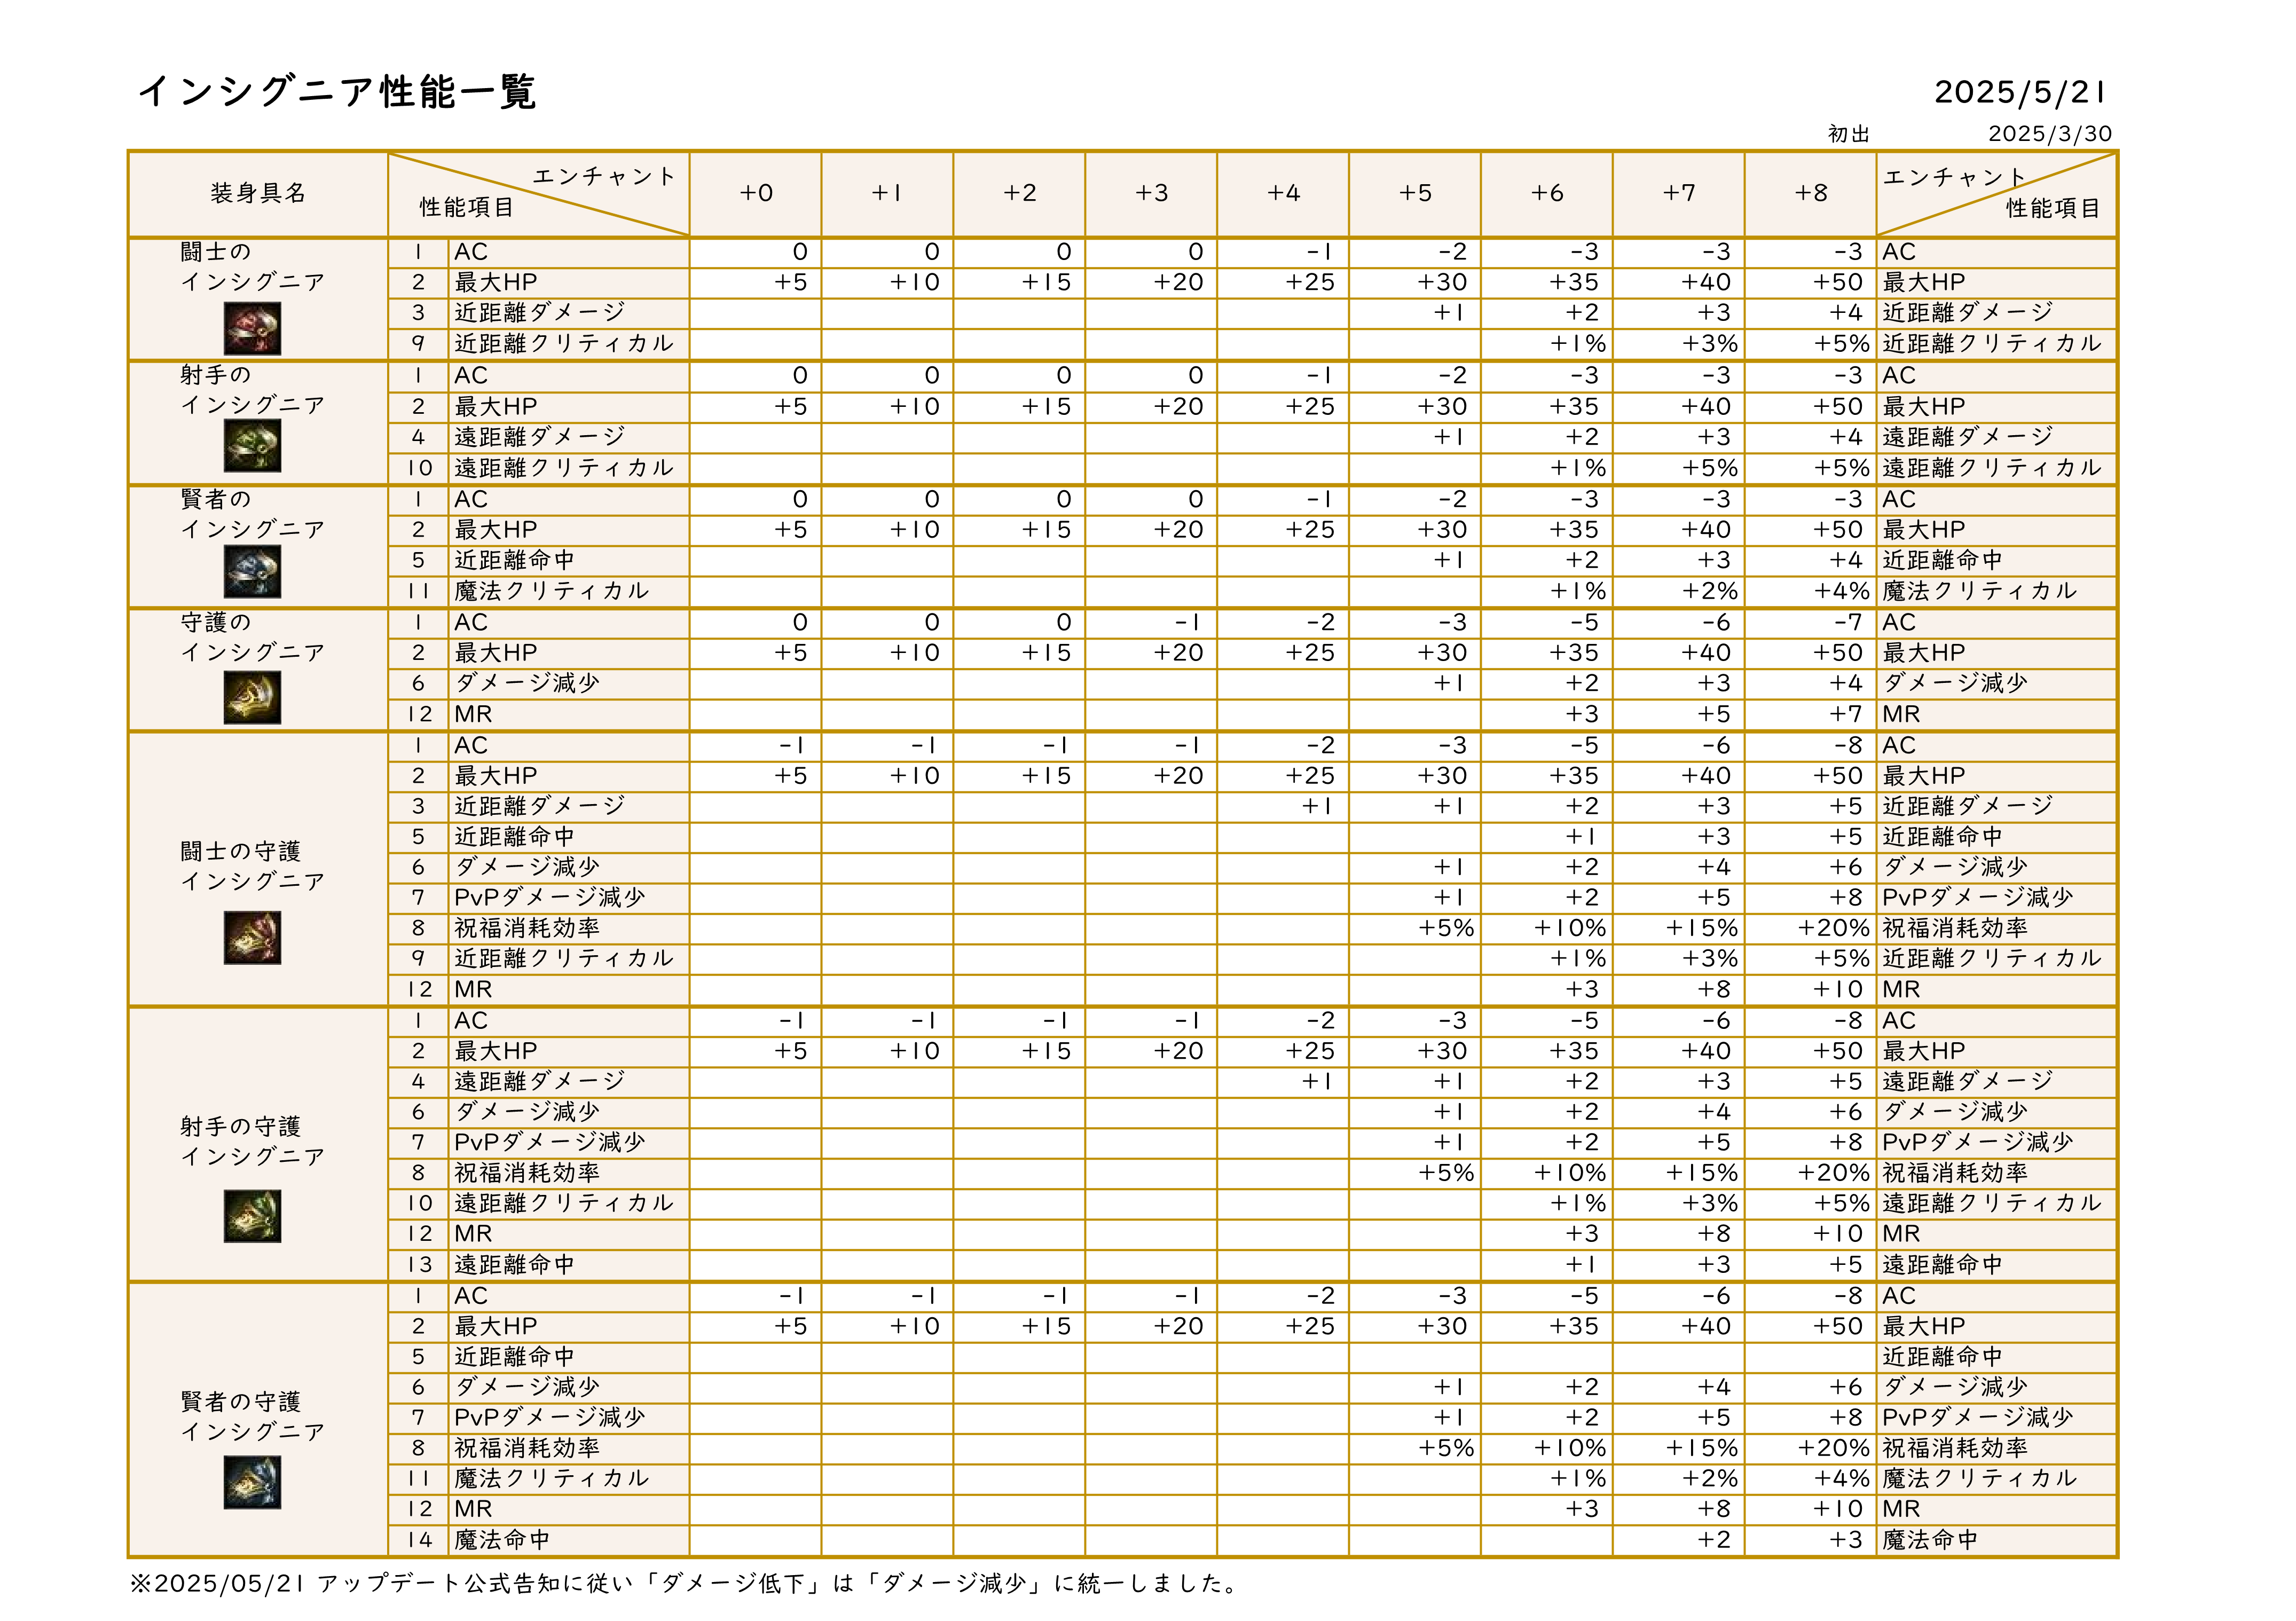 インシグニア性能一覧 2025/5/21
初出 2025/3/30
装身具名 エンチャント 性能項目 +0 +1 +2 +3 +4 +5 +6 +7 +8 エンチャント 性能項目
闘士の
インシグニア
1 AC 0 0 0 0 -1 -2 -3 -3 -3 AC
2 最大HP +5 +10 +15 +20 +25 +30 +35 +40 +50 最大HP
3 近距離ダメージ +1 +2 +3 +4 近距離ダメージ
9 近距離クリティカル +1% +3% +5% 近距離クリティカル
射手の
インシグニア
1 AC 0 0 0 0 -1 -2 -3 -3 -3 AC
2 最大HP +5 +10 +15 +20 +25 +30 +35 +40 +50 最大HP
4 遠距離ダメージ +1 +2 +3 +4 遠距離ダメージ
10 遠距離クリティカル +1% +5% +5% 遠距離クリティカル
賢者の
インシグニア
1 AC 0 0 0 0 -1 -2 -3 -3 -3 AC
2 最大HP +5 +10 +15 +20 +25 +30 +35 +40 +50 最大HP
5 近距離命中 +1 +2 +3 +4 近距離命中
11 魔法クリティカル +1% +2% +4% 魔法クリティカル
守護の
インシグニア
1 AC 0 0 0 -1 -2 -3 -5 -6 -7 AC
2 最大HP +5 +10 +15 +20 +25 +30 +35 +40 +50 最大HP
6 ダメージ減少 +1 +2 +3 +4 ダメージ減少
12 MR +3 +5 +7 MR
闘士の守護
インシグニア
1 AC -1 -1 -1 -1 -2 -3 -5 -6 -8 AC
2 最大HP +5 +10 +15 +20 +25 +30 +35 +40 +50 最大HP
3 近距離ダメージ +1 +1 +2 +3 +5 近距離ダメージ
5 近距離命中 +1 +3 +5 近距離命中
6 ダメージ減少 +1 +2 +4 +6 ダメージ減少
7 PvPダメージ減少 +1 +2 +5 +8 PvPダメージ減少
8 祝福消耗効率 +5% +10% +15% +20% 祝福消耗効率
9 近距離クリティカル +1% +3% +5% 近距離クリティカル
12 MR +3 +8 +10 MR
射手の守護
インシグニア
1 AC -1 -1 -1 -1 -2 -3 -5 -6 -8 AC
2 最大HP +5 +10 +15 +20 +25 +30 +35 +40 +50 最大HP
4 遠距離ダメージ +1 +1 +2 +3 +5 遠距離ダメージ
6 ダメージ減少 +1 +2 +4 +6 ダメージ減少
7 PvPダメージ減少 +1 +2 +5 +8 PvPダメージ減少
8 祝福消耗効率 +5% +10% +15% +20% 祝福消耗効率
10 遠距離クリティカル +1% +3% +5% 遠距離クリティカル
12 MR +3 +8 +10 MR
13 遠距離命中 +1 +3 +5 遠距離命中
賢者の守護
インシグニア
1 AC -1 -1 -1 -1 -2 -3 -5 -6 -8 AC
2 最大HP +5 +10 +15 +20 +25 +30 +35 +40 +50 最大HP
5 近距離命中 近距離命中
6 ダメージ減少 +1 +2 +4 +6 ダメージ減少
7 PvPダメージ減少 +1 +2 +5 +8 PvPダメージ減少
8 祝福消耗効率 +5% +10% +15% +20% 祝福消耗効率
11 魔法クリティカル +1% +2% +4% 魔法クリティカル
12 MR +3 +8 +10 MR
14 魔法命中 +2 +3 魔法命中
※2025/05/21 アップデート公式告知に従い「ダメージ低下」は「ダメージ減少」に統一しました。